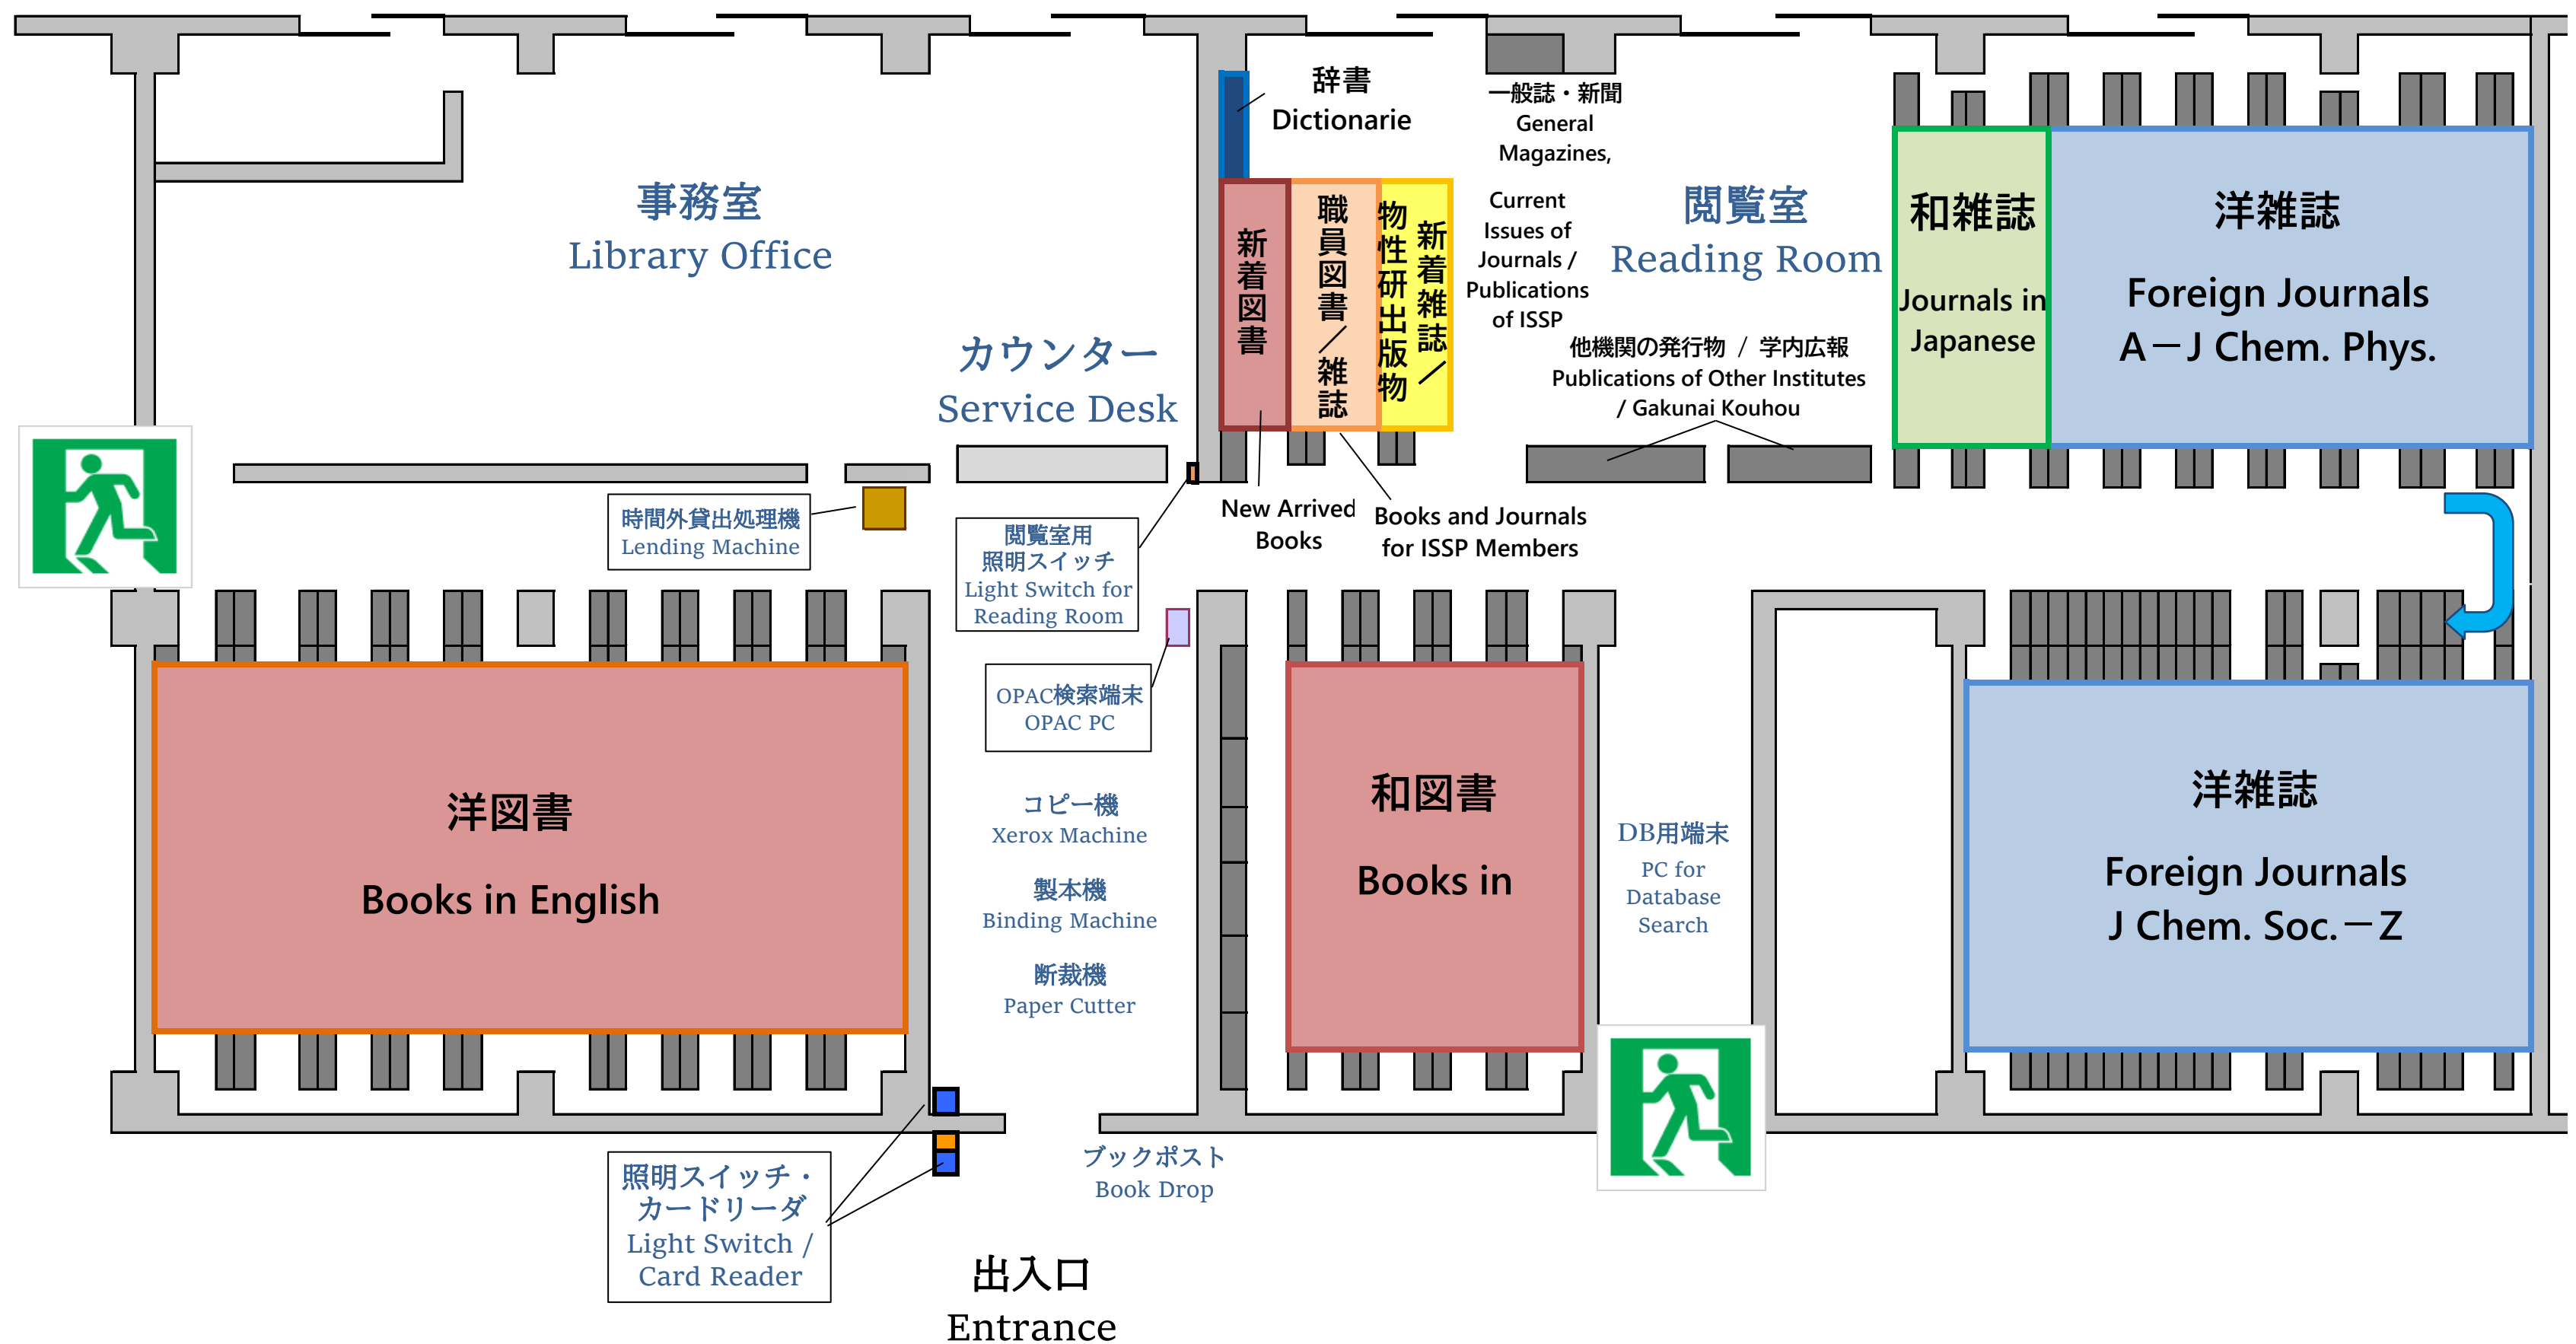 事務室
Library Office
カウンター
Service Desk
時間外貸出処理機
Lending Machine
閲覧室用
照明スイッチ
Light Switch for
Reading Room
OPAC検索端末
OPAC PC
コピー機
Xerox Machine
製本機
Binding Machine
断裁機
Paper Cutter
洋図書
Books in English
照明スイッチ・
カードリーダ
Light Switch /
Card Reader
ブックポスト
Book Drop
出入口
Entrance
辞書
Dictionarie
新着図書
職員図書／雑誌
新着雑誌／
物性研出版物
New Arrived
Books
Books and Journals
for ISSP Members
一般誌・新聞
General
Magazines,
Current
Issues of
Journals /
Publications
of ISSP
閲覧室
Reading Room
他機関の発行物 / 学内広報
Publications of Other Institutes
/ Gakunai Kouhou
和雑誌
Journals in
Japanese
洋雑誌
Foreign Journals
A－J Chem. Phys.
和図書
Books in
DB用端末
PC for
Database
Search
洋雑誌
Foreign Journals
J Chem. Soc.－Z